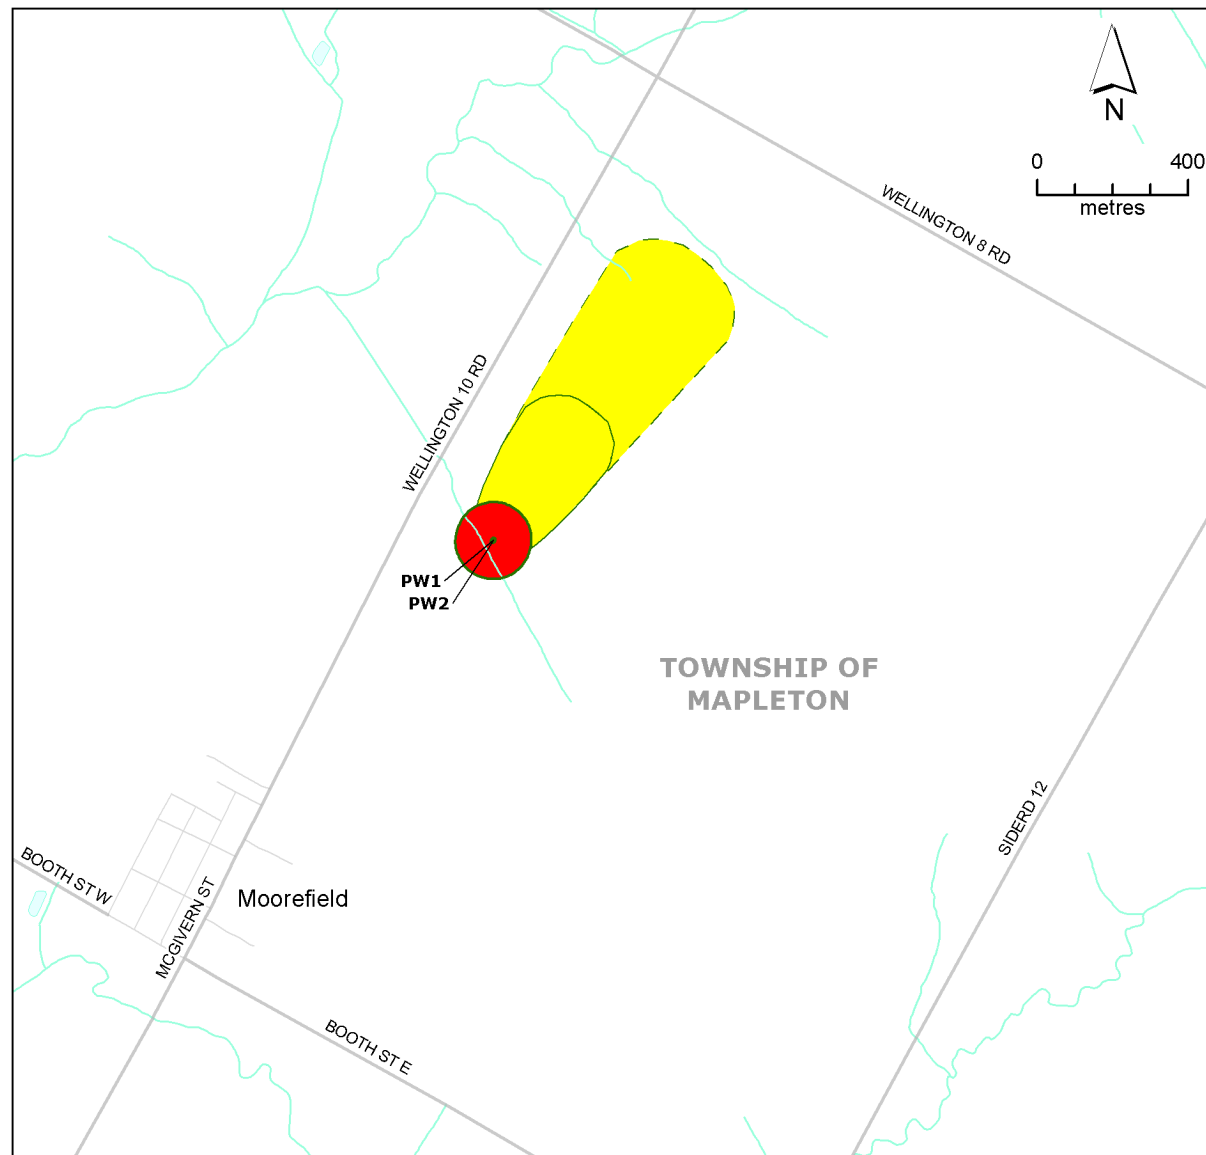 N
0 400
metres
WELLINGTON 8 RD
WELLINGTON 10 RD
PW1
PW2
TOWNSHIP OF
MAPLETON
SIDERD 12
BOOTH ST W
MCGIVERN ST
Moorefield
BOOTH ST E